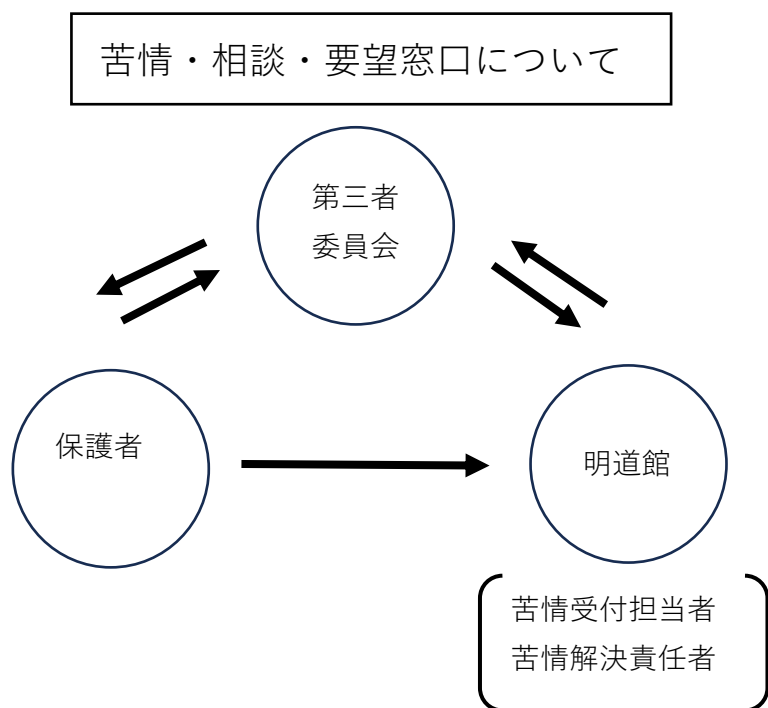 苦情・相談・要望窓口について
第三者
委員会
保護者
明道館
苦情受付担当者
苦情解決責任者